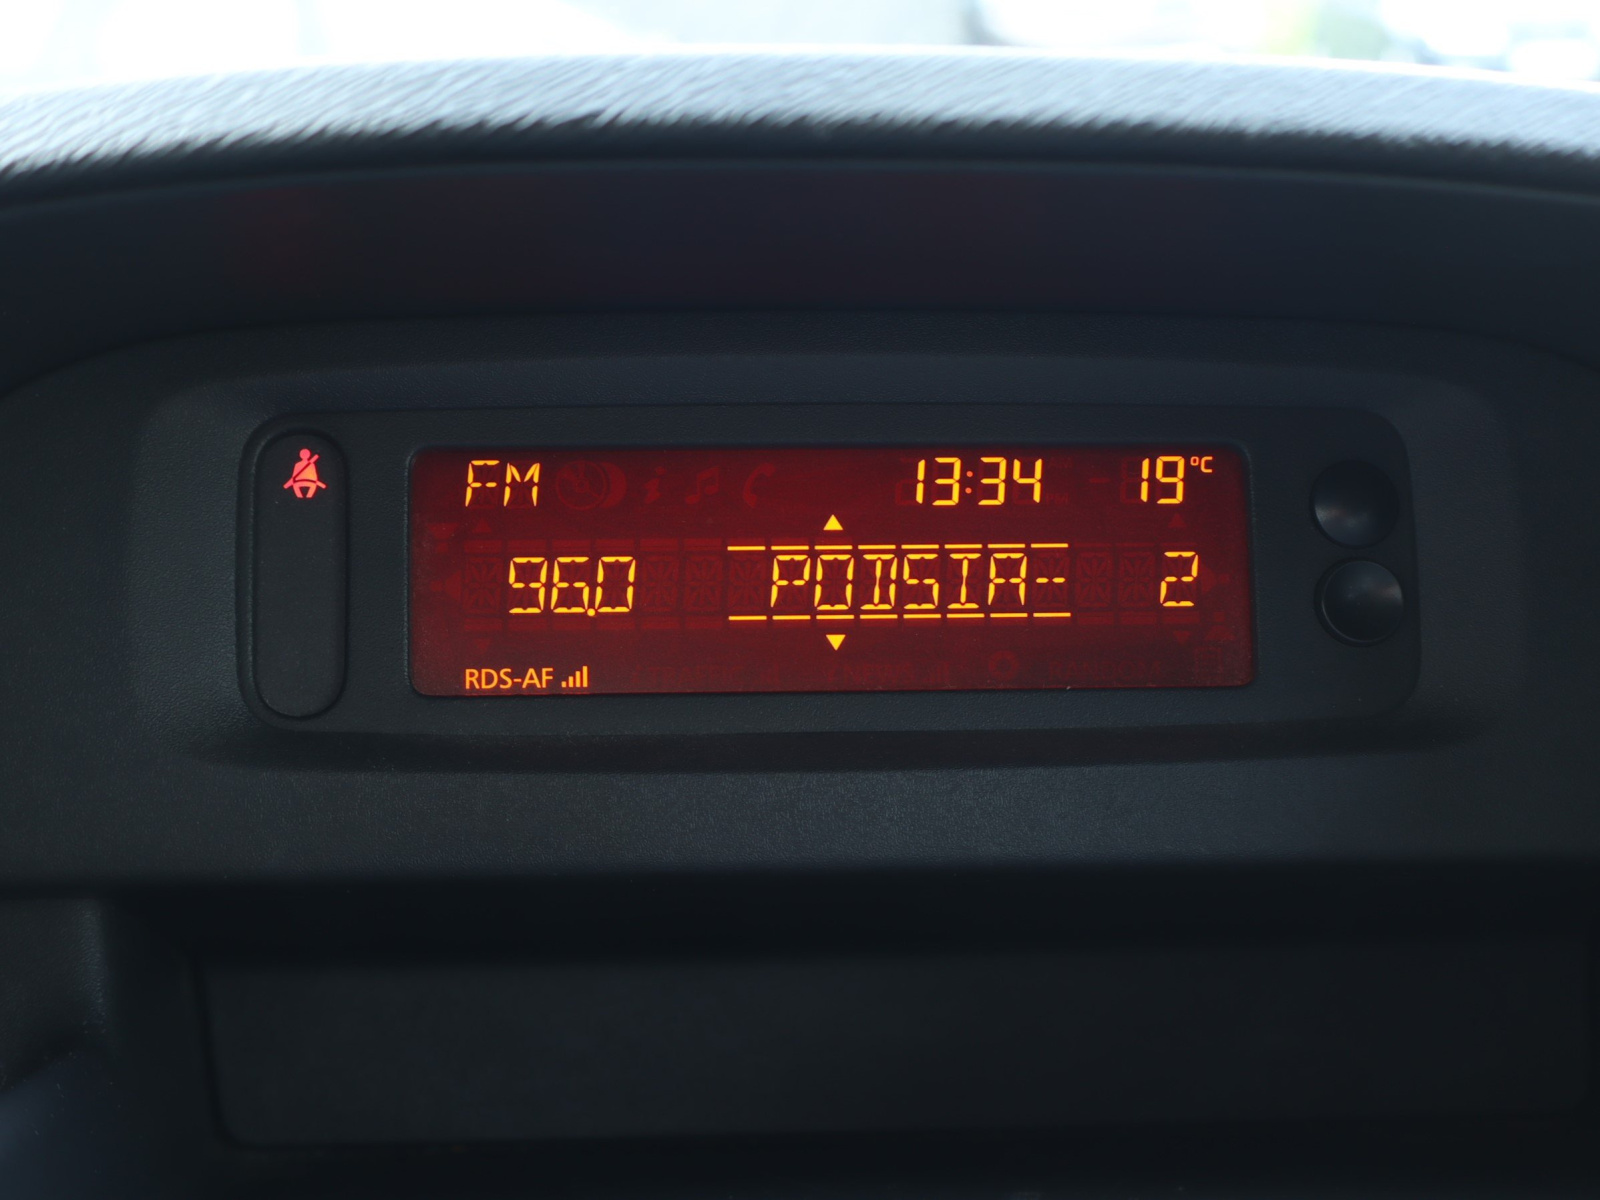 FM 13:34 19°C
96.0 PODSIA- 2
RDS-AF